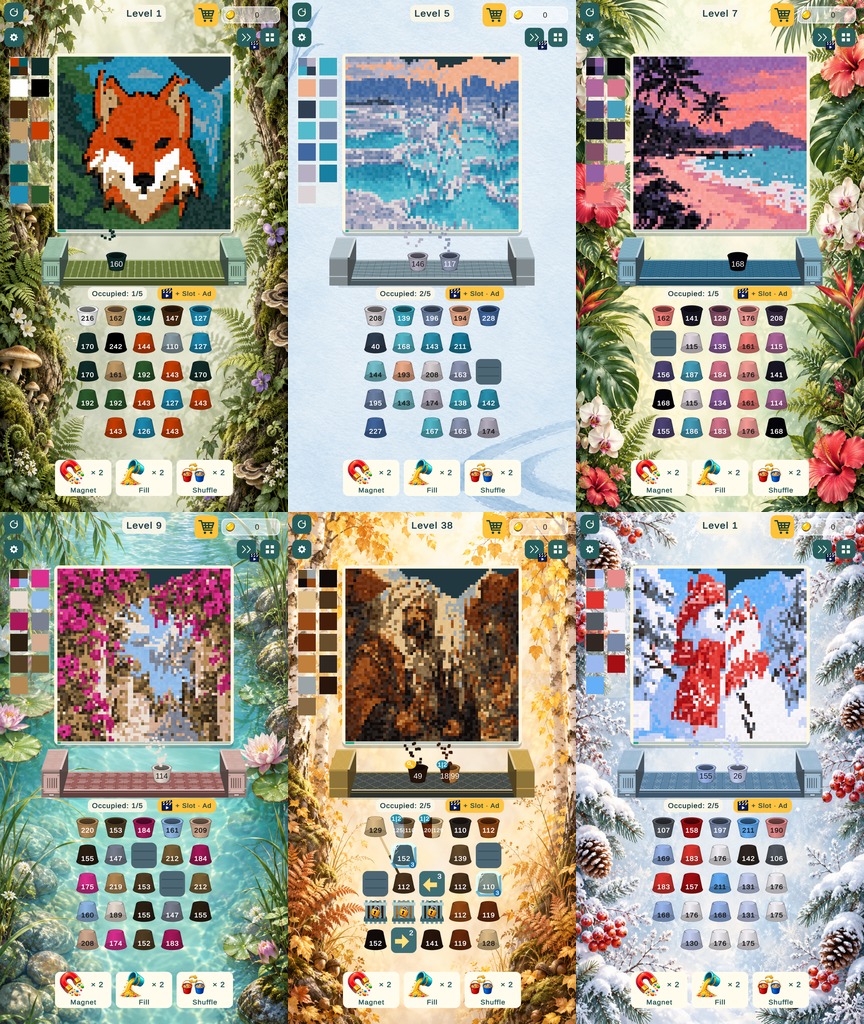 Level 1
0
160
Occupied: 1/5
+ Slot · Ad
216 162 244 147 127
170 242 144 110 127
170 161 192 143 170
192 192 143 127 143
143 126 143
× 2 × 2 × 2
Magnet Fill Shuffle
Level 5
0
146 117
Occupied: 2/5
+ Slot · Ad
208 139 196 194 228
40 168 143 211
144 193 208 163
195 143 174 138 142
227 167 163 174
× 2 × 2 × 2
Magnet Fill Shuffle
Level 7
0
168
Occupied: 1/5
+ Slot · Ad
162 141 128 176 208
115 135 161 115
156 187 184 176 141
168 115 134 161 114
155 186 183 176 168
× 2 × 2 × 2
Magnet Fill Shuffle
Level 9
0
114
Occupied: 1/5
+ Slot · Ad
220 153 184 161 209
155 147 212 184
175 219 153 212
160 189 155 147 155
208 174 152 183
× 2 × 2 × 2
Magnet Fill Shuffle
Level 38
0
49
Occupied: 2/5
+ Slot · Ad
129 110 112
152 3 139
112 3 112 110 3
112 119
152 2 141 119 128
× 2 × 2 × 2
Magnet Fill Shuffle
Level 1
0
155 26
Occupied: 2/5
+ Slot · Ad
107 158 197 211 190
169 183 176 142 106
183 157 211 131 176
168 176 168 131 175
130 176 175
× 2 × 2 × 2
Magnet Fill Shuffle